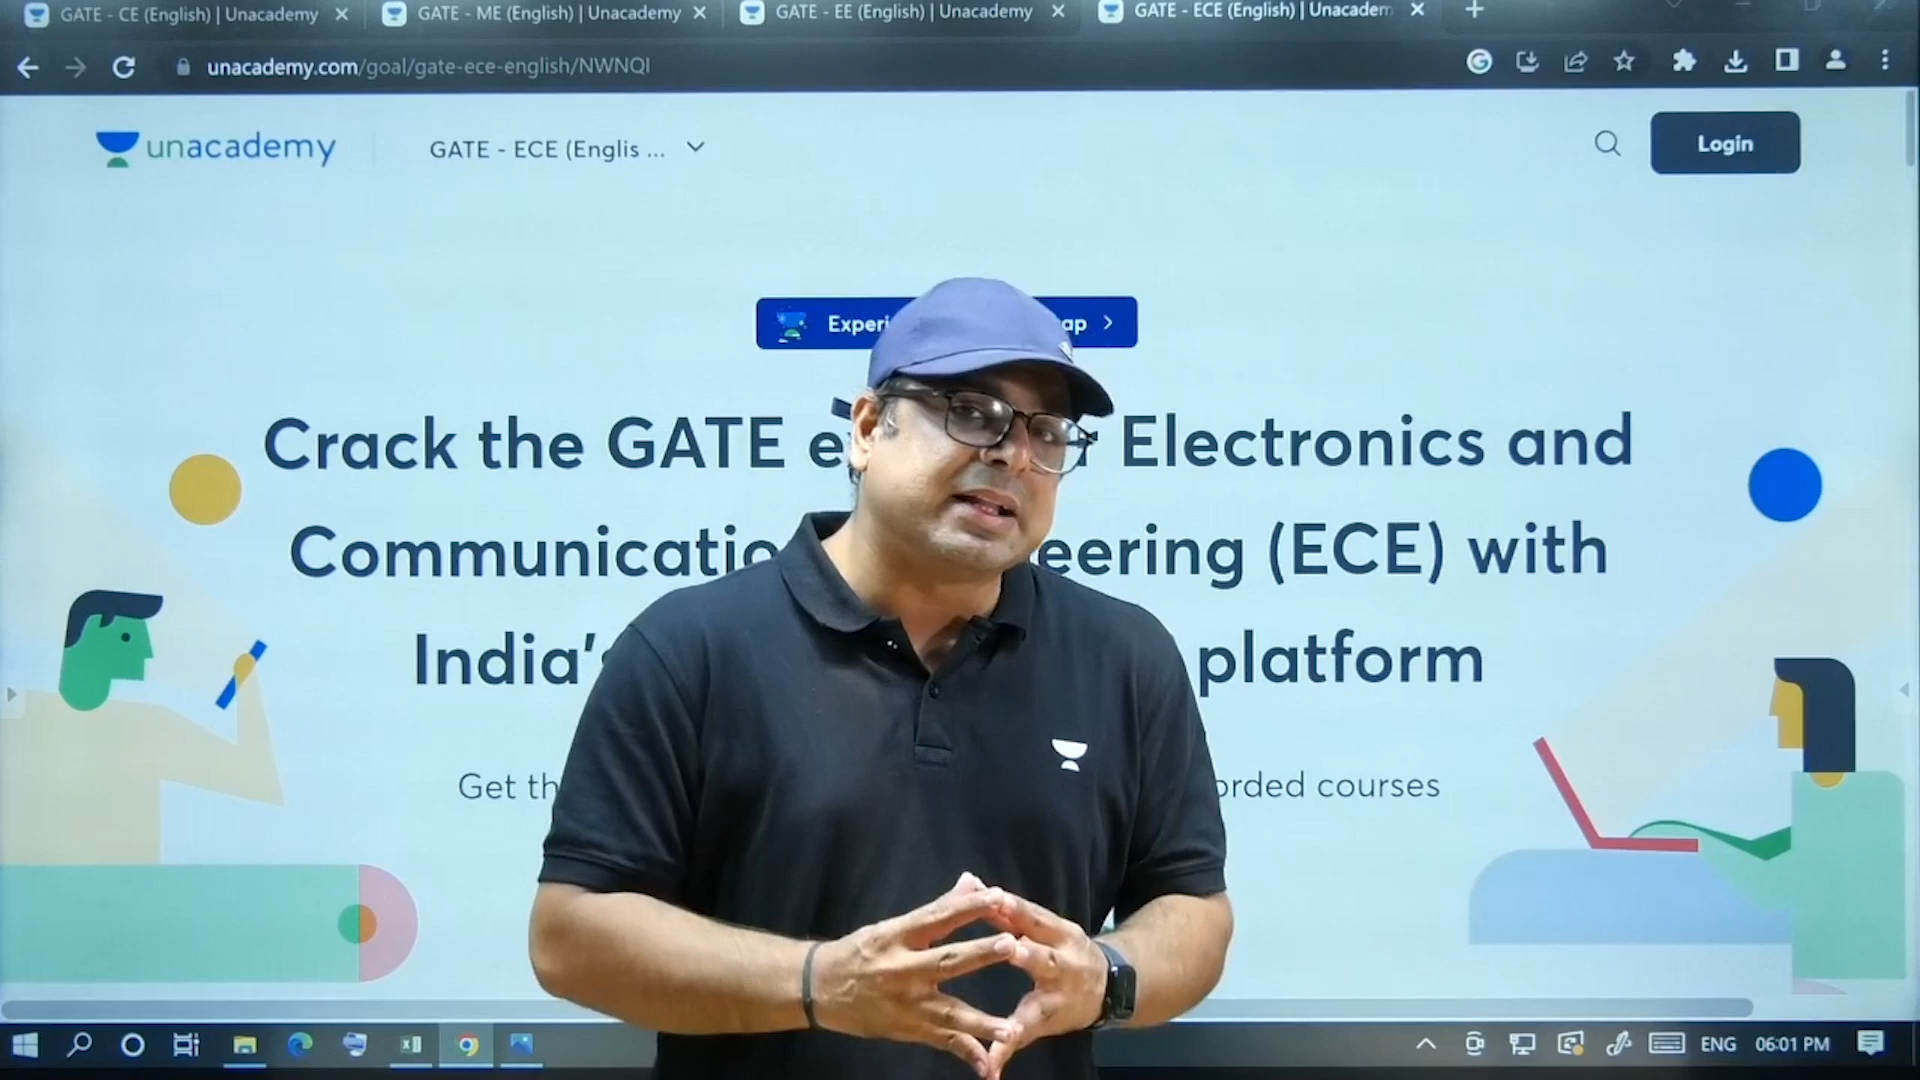 GATE - CE (English) | Unacademy
GATE - ME (English) | Unacademy
GATE - EE (English) | Unacademy
GATE - ECE (English) | Unacadem
unacademy.com/goal/gate-ece-english/NWNQI
unacademy
GATE - ECE (Englis ...
Login
Experi ap
Crack the GATE e r Electronics and
Communicatio eering (ECE) with
India's platform
Get th orded courses
ENG
06:01 PM